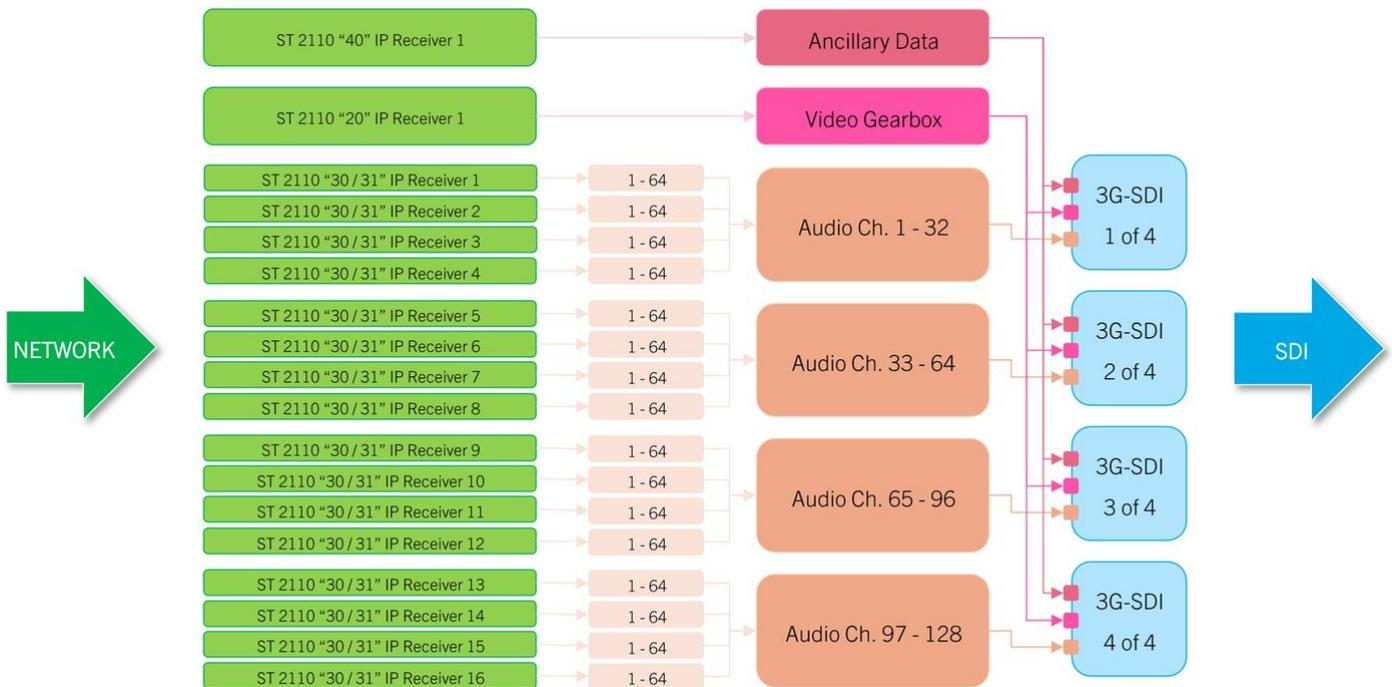 ST 2110 “40” IP Receiver 1
Ancillary Data
ST 2110 “20” IP Receiver 1
Video Gearbox
ST 2110 “30 / 31” IP Receiver 1
1 - 64
ST 2110 “30 / 31” IP Receiver 2
1 - 64
ST 2110 “30 / 31” IP Receiver 3
1 - 64
ST 2110 “30 / 31” IP Receiver 4
1 - 64
Audio Ch. 1 - 32
3G-SDI
1 of 4
ST 2110 “30 / 31” IP Receiver 5
1 - 64
ST 2110 “30 / 31” IP Receiver 6
1 - 64
ST 2110 “30 / 31” IP Receiver 7
1 - 64
ST 2110 “30 / 31” IP Receiver 8
1 - 64
Audio Ch. 33 - 64
3G-SDI
2 of 4
NETWORK
SDI
ST 2110 “30 / 31” IP Receiver 9
1 - 64
ST 2110 “30 / 31” IP Receiver 10
1 - 64
ST 2110 “30 / 31” IP Receiver 11
1 - 64
ST 2110 “30 / 31” IP Receiver 12
1 - 64
Audio Ch. 65 - 96
3G-SDI
3 of 4
ST 2110 “30 / 31” IP Receiver 13
1 - 64
ST 2110 “30 / 31” IP Receiver 14
1 - 64
ST 2110 “30 / 31” IP Receiver 15
1 - 64
ST 2110 “30 / 31” IP Receiver 16
1 - 64
Audio Ch. 97 - 128
3G-SDI
4 of 4